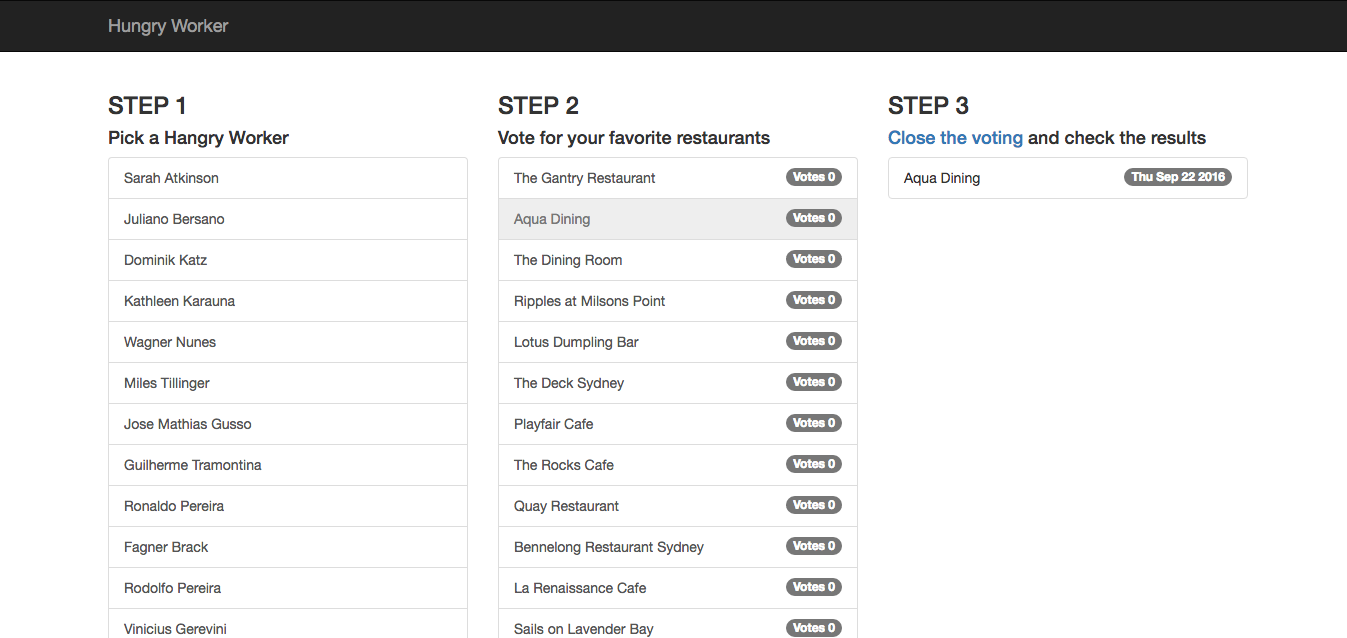 Hungry Worker
STEP 1
Pick a Hangry Worker
Sarah Atkinson
Juliano Bersano
Dominik Katz
Kathleen Karauna
Wagner Nunes
Miles Tillinger
Jose Mathias Gusso
Guilherme Tramontina
Ronaldo Pereira
Fagner Brack
Rodolfo Pereira
Vinicius Gerevini
STEP 2
Vote for your favorite restaurants
The Gantry Restaurant Votes 0
Aqua Dining Votes 0
The Dining Room Votes 0
Ripples at Milsons Point Votes 0
Lotus Dumpling Bar Votes 0
The Deck Sydney Votes 0
Playfair Cafe Votes 0
The Rocks Cafe Votes 0
Quay Restaurant Votes 0
Bennelong Restaurant Sydney Votes 0
La Renaissance Cafe Votes 0
Sails on Lavender Bay Votes 0
STEP 3
Close the voting and check the results
Aqua Dining Thu Sep 22 2016